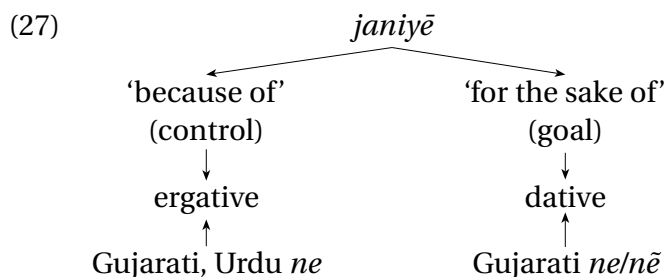 (27) janiyē
‘because of’ ‘for the sake of’
(control) (goal)
ergative dative
Gujarati, Urdu ne Gujarati ne/nẽ